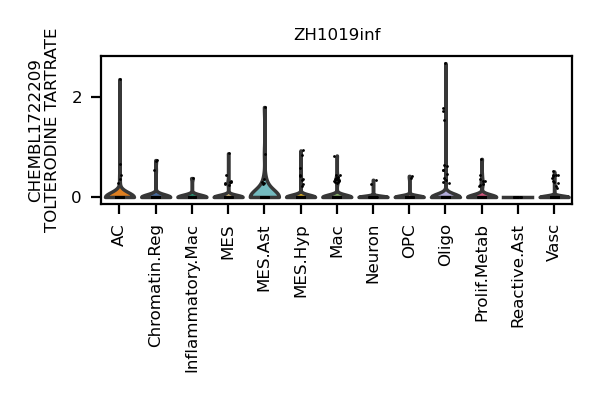 ZH1019inf
CHEMBL1722209
TOLTERODINE TARTRATE
2
0
AC
Chromatin.Reg
Inflammatory.Mac
MES
MES.Ast
MES.Hyp
Mac
Neuron
OPC
Oligo
Prolif.Metab
Reactive.Ast
Vasc